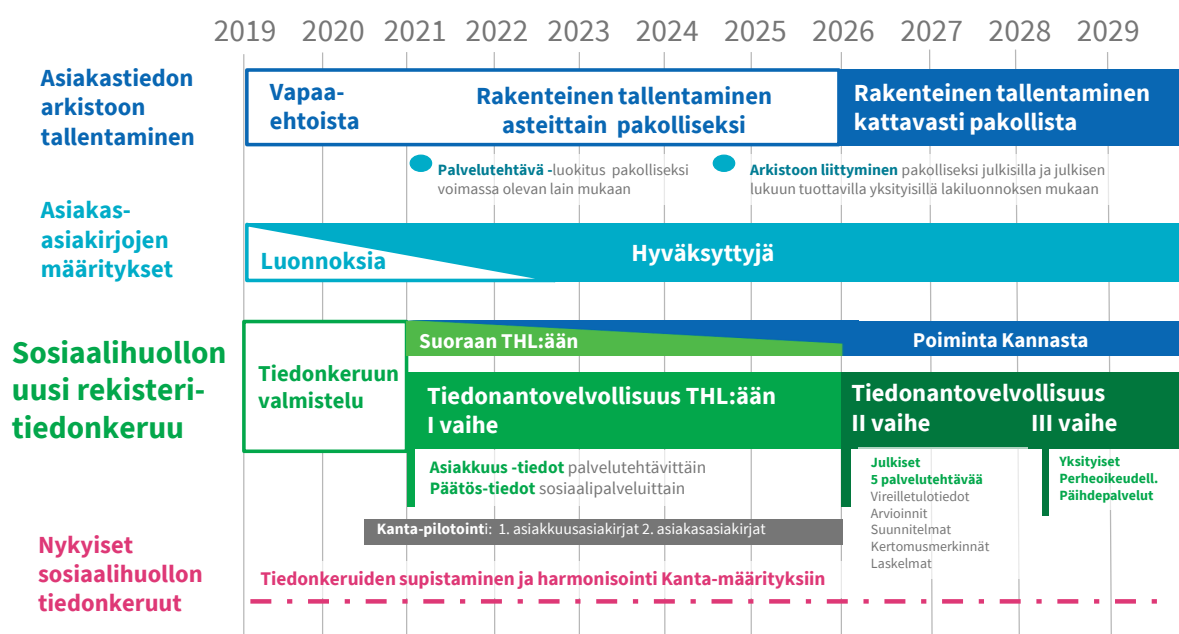 2019 2020 2021 2022 2023 2024 2025 2026 2027 2028 2029
Asiakastiedon
arkistoon
tallentaminen
Vapaa-
ehtoista
Rakenteinen tallentaminen
asteittain pakolliseksi
Rakenteinen tallentaminen
kattavasti pakollista
Palvelutehtävä -luokitus pakolliseksi
voimassa olevan lain mukaan
Arkistoon liittyminen pakolliseksi julkisilla ja julkisen
lukuun tuottavilla yksityisillä lakiluonnoksen mukaan
Asiakas-
asiakirjojen
määritykset
Luonnoksia
Hyväksyttyjä
Sosiaalihuollon
uusi rekisteri-
tiedonkeruu
Tiedonkeruun
valmistelu
Suoraan THL:ään
Poiminta Kannasta
Tiedonantovelvollisuus THL:ään
I vaihe
Tiedonantovelvollisuus
II vaihe III vaihe
Asiakkuus -tiedot palvelutehtävittäin
Päätös-tiedot sosiaalipalveluittain
Julkiset
5 palvelutehtävää
Vireilletulotiedot
Arvioinnit
Suunnitelmat
Kertomusmerkinnät
Laskelmat
Yksityiset
Perheoikeudell.
Päihdepalvelut
Kanta-pilotointi: 1. asiakkuusasiakirjat 2. asiakasasiakirjat
Nykyiset
sosiaalihuollon
tiedonkeruut
Tiedonkeruiden supistaminen ja harmonisointi Kanta-määrityksiin